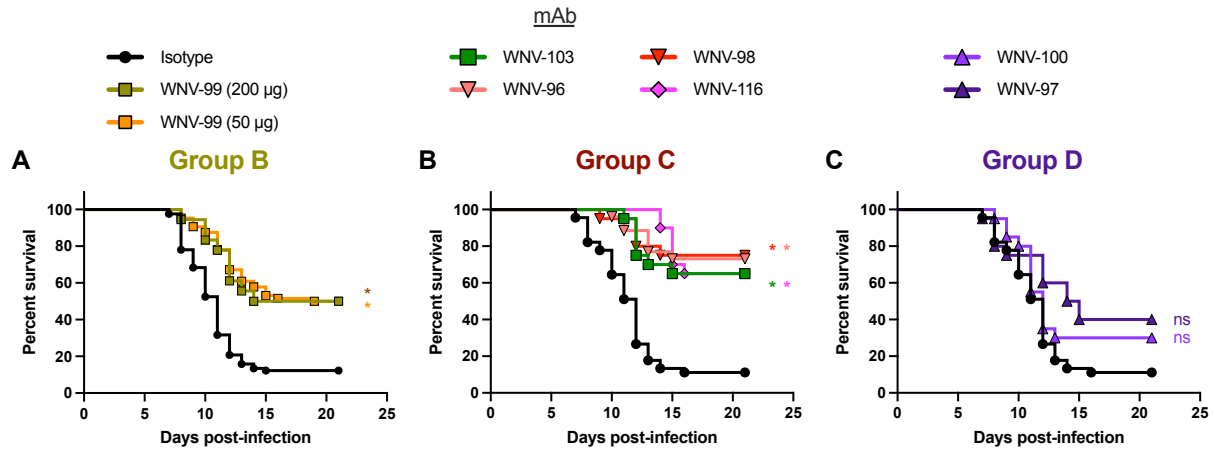 mAb
Isotype
WNV-99 (200 µg)
WNV-99 (50 µg)
WNV-103
WNV-96
WNV-98
WNV-116
WNV-100
WNV-97
A
Group B
Percent survival
100
80
60
40
20
0
0 5 10 15 20 25
Days post-infection
*
*
B
Group C
Percent survival
100
80
60
40
20
0
0 5 10 15 20 25
Days post-infection
* *
* *
C
Group D
Percent survival
100
80
60
40
20
0
0 5 10 15 20 25
Days post-infection
ns
ns